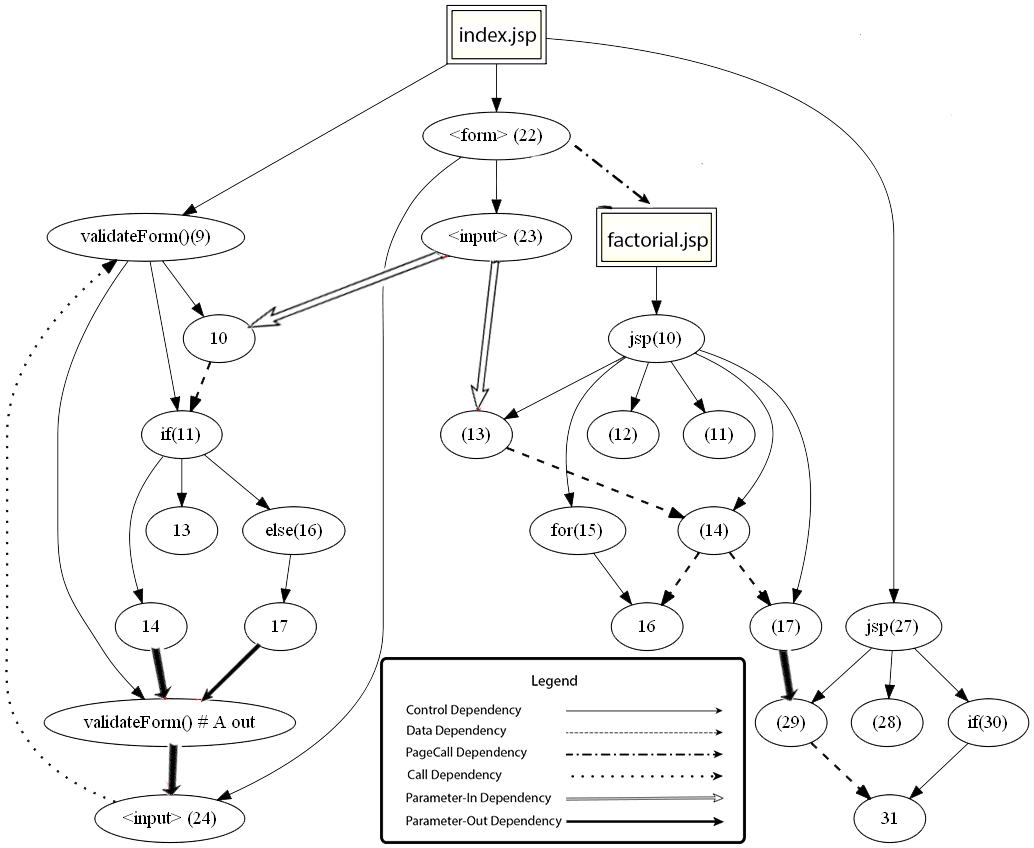 index.jsp
<form> (22)
validateForm()(9)
<input> (23)
factorial.jsp
10
jsp(10)
if(11)
(13)
(12)
(11)
13
else(16)
for(15)
(14)
14
17
16
(17)
jsp(27)
validateForm() # A out
(29)
(28)
if(30)
<input> (24)
31
Legend
Control Dependency
Data Dependency
PageCall Dependency
Call Dependency
Parameter-In Dependency
Parameter-Out Dependency